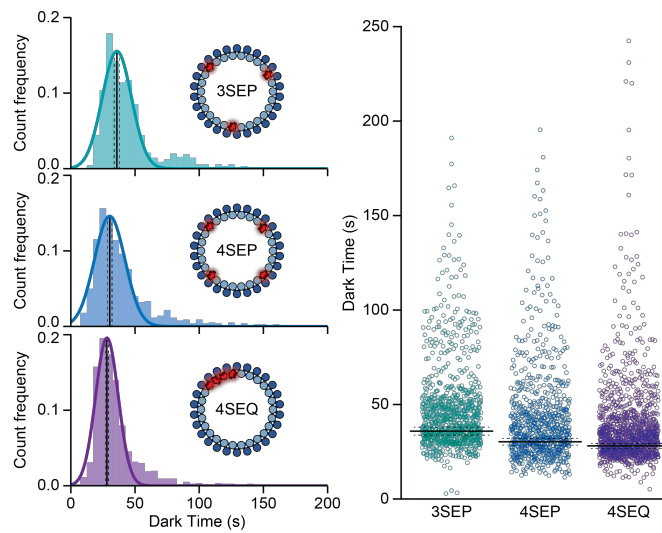 0.2
0.1
0.0
Count frequency
3SEP
0.2
0.1
0.0
Count frequency
4SEP
0.2
0.1
0
Count frequency
4SEQ
0 50 100 150 200
Dark Time (s)
250
200
150
100
50
0
Dark Time (s)
3SEP 4SEP 4SEQ